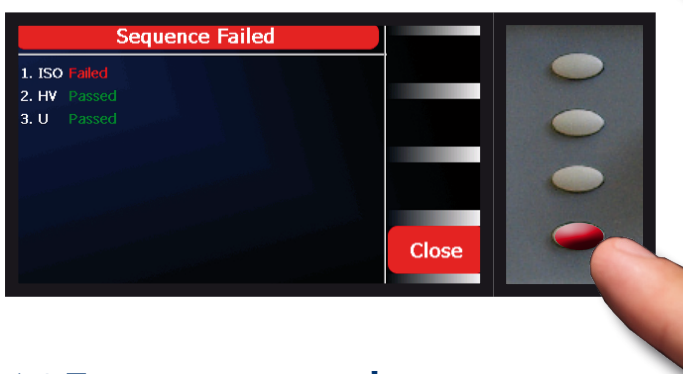 Sequence Failed
1. ISO Failed
2. HV Passed
3. U Passed
Close